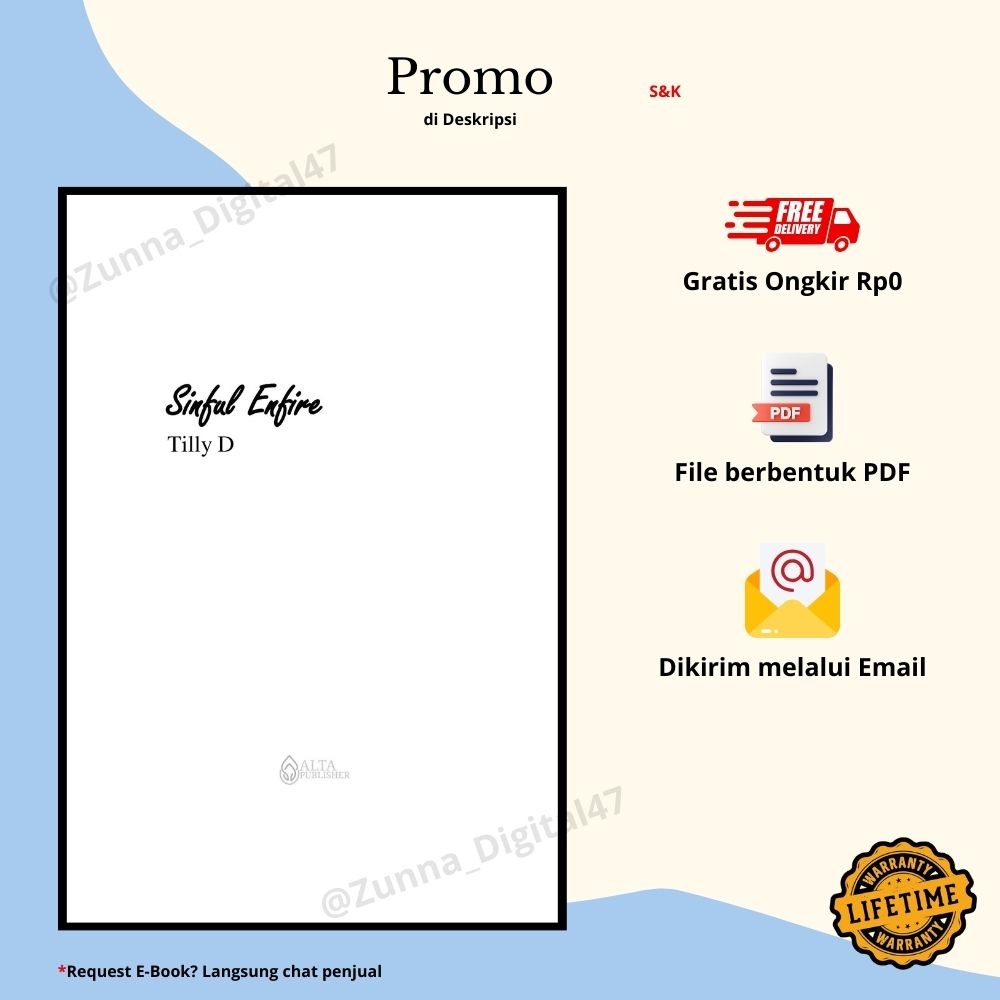 Promo
di Deskripsi
S&K
@Zunna_Digital47
FREE
DELIVERY
Gratis Ongkir Rp0
Sinful Enfire
Tilly D
PDF
File berbentuk PDF
@
Dikirim melalui Email
ALTA
PUBLISHER
@Zunna_Digital47
WARRANTY
LIFETIME
WARRANTY
*Request E-Book? Langsung chat penjual